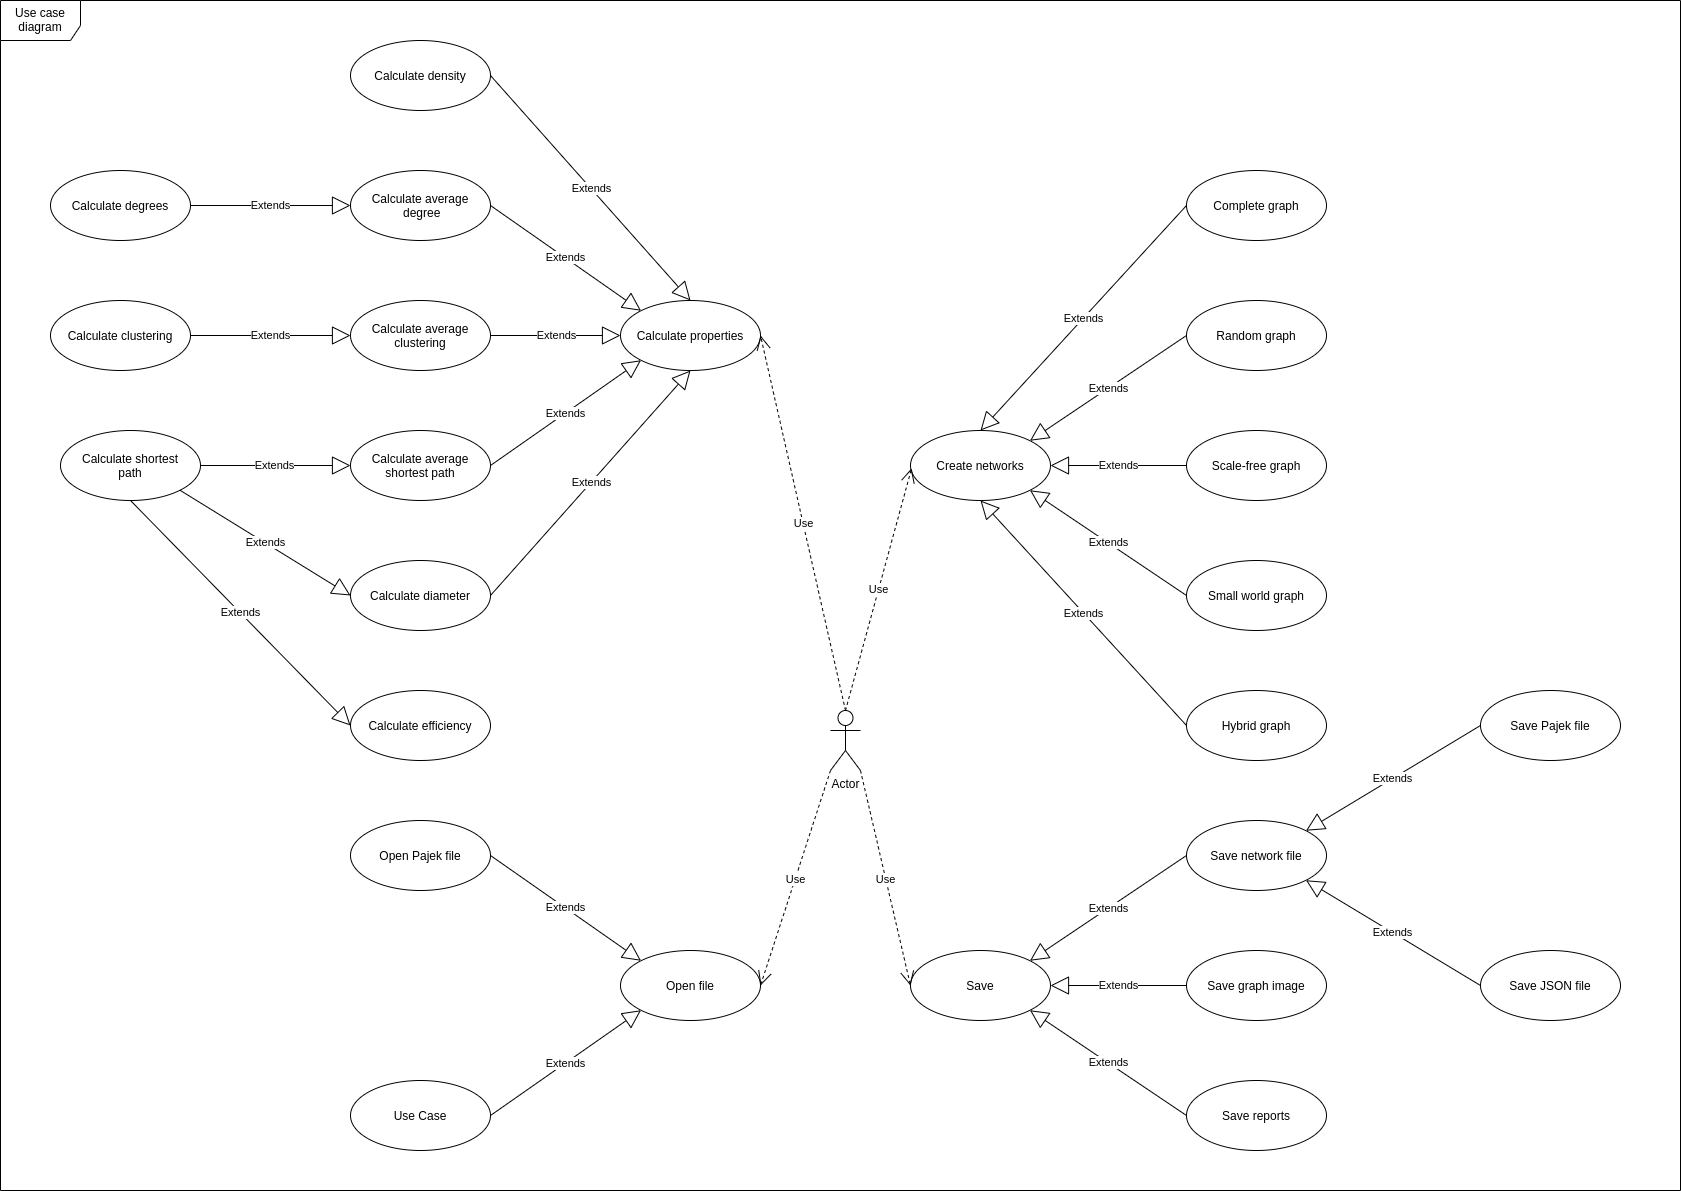 Use case
diagram
Calculate density
Extends
Calculate degrees
Extends
Calculate average
degree
Extends
Calculate clustering
Extends
Calculate average
clustering
Extends
Calculate properties
Calculate shortest
path
Extends
Calculate average
shortest path
Extends
Extends
Calculate diameter
Extends
Extends
Calculate efficiency
Use
Use
Complete graph
Extends
Random graph
Extends
Create networks
Extends
Scale-free graph
Extends
Small world graph
Extends
Hybrid graph
Actor
Open Pajek file
Extends
Open file
Use
Extends
Use Case
Use
Save
Save Pajek file
Extends
Save network file
Extends
Extends
Save JSON file
Extends
Save graph image
Extends
Save reports